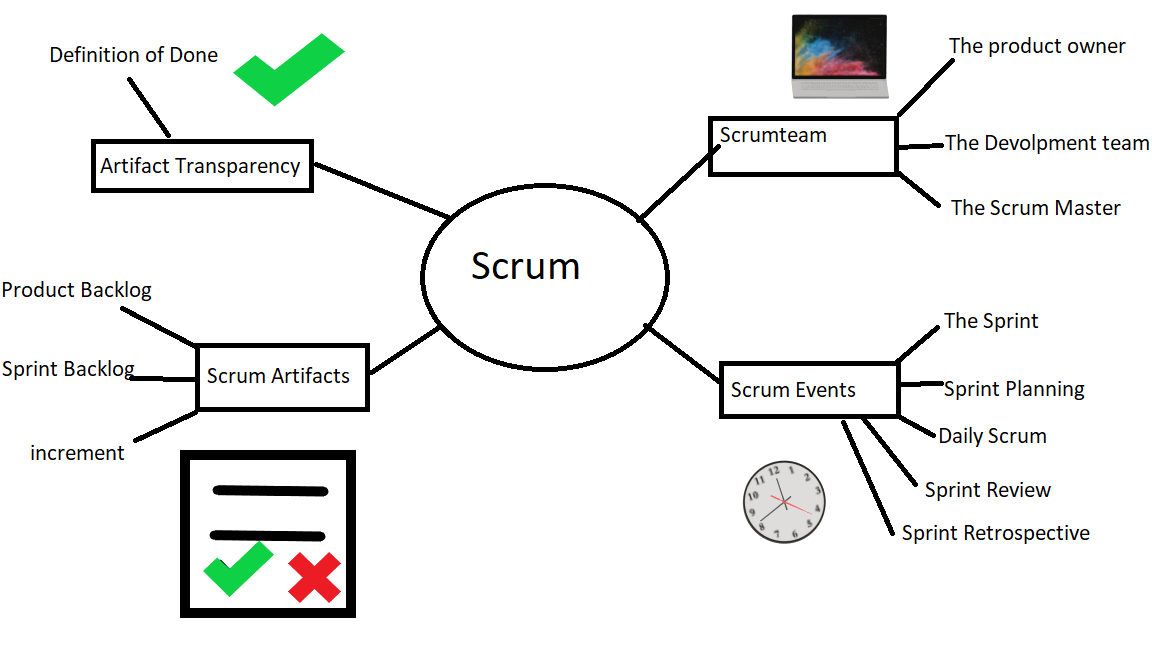 Definition of Done
Artifact Transparency
The product owner
Scrumteam
The Devolpment team
The Scrum Master
Scrum
Product Backlog
Sprint Backlog
Scrum Artifacts
increment
The Sprint
Scrum Events
Sprint Planning
Daily Scrum
Sprint Review
Sprint Retrospective
12
1
2
3
4
5
6
7
8
9
10
11